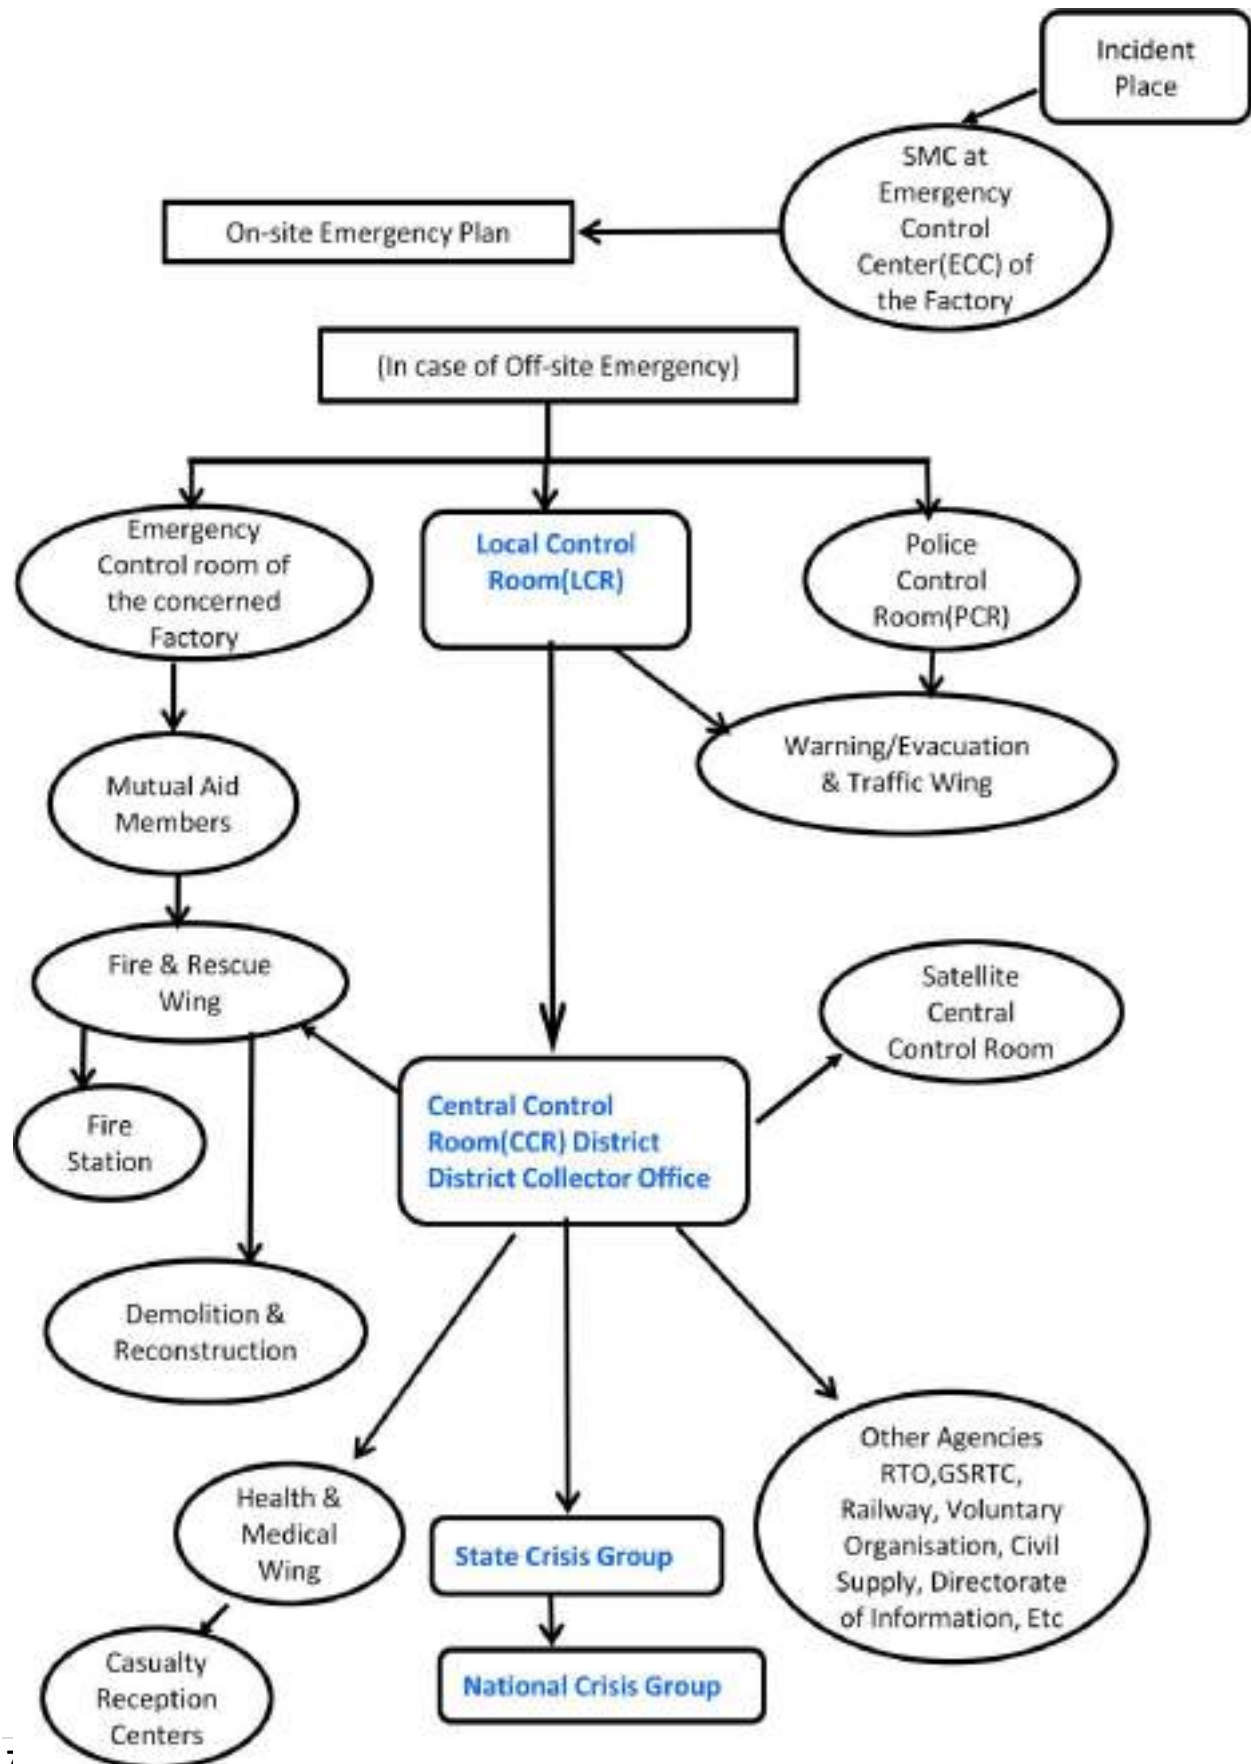 Incident
Place
SMC at
Emergency
Control
Center(ECC) of
the Factory
On-site Emergency Plan
(In case of Off-site Emergency)
Emergency
Control room of
the concerned
Factory
Local Control
Room(LCR)
Police
Control
Room(PCR)
Warning/Evacuation
& Traffic Wing
Mutual Aid
Members
Fire & Rescue
Wing
Satellite
Central
Control Room
Fire
Station
Central Control
Room(CCR) District
District Collector Office
Demolition &
Reconstruction
Health &
Medical
Wing
State Crisis Group
Other Agencies
RTO,GSRTC,
Railway, Voluntary
Organisation, Civil
Supply, Directorate
of Information, Etc
Casualty
Reception
Centers
National Crisis Group